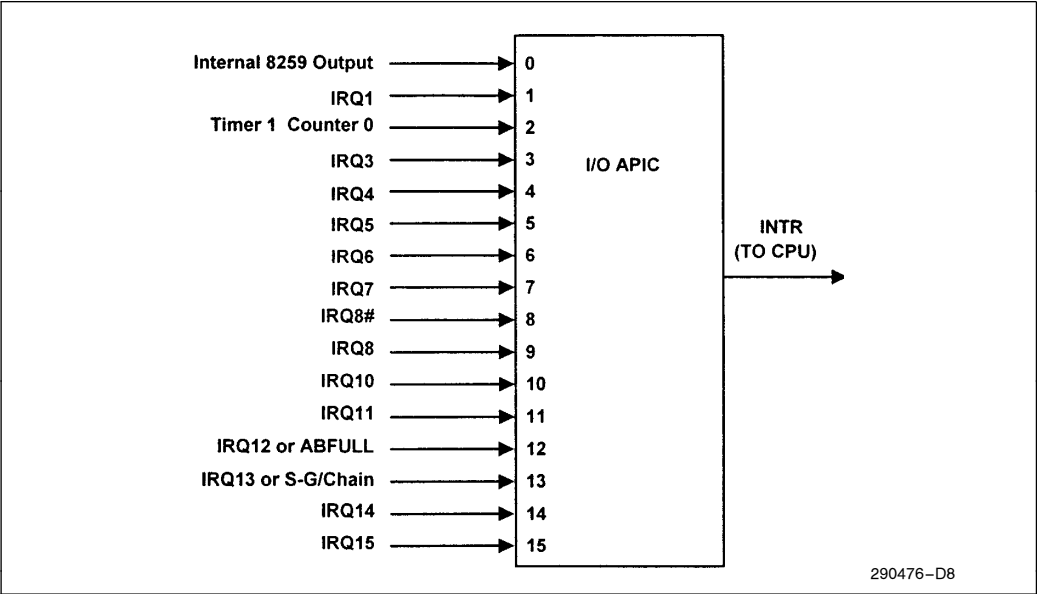 Internal 8259 Output 0
IRQ1 1
Timer 1 Counter 0 2
IRQ3 3
I/O APIC
IRQ4 4
IRQ5 5
INTR
(TO CPU)
IRQ6 6
IRQ7 7
IRQ8# 8
IRQ8 9
IRQ10 10
IRQ11 11
IRQ12 or ABFULL 12
IRQ13 or S-G/Chain 13
IRQ14 14
IRQ15 15
290476–D8